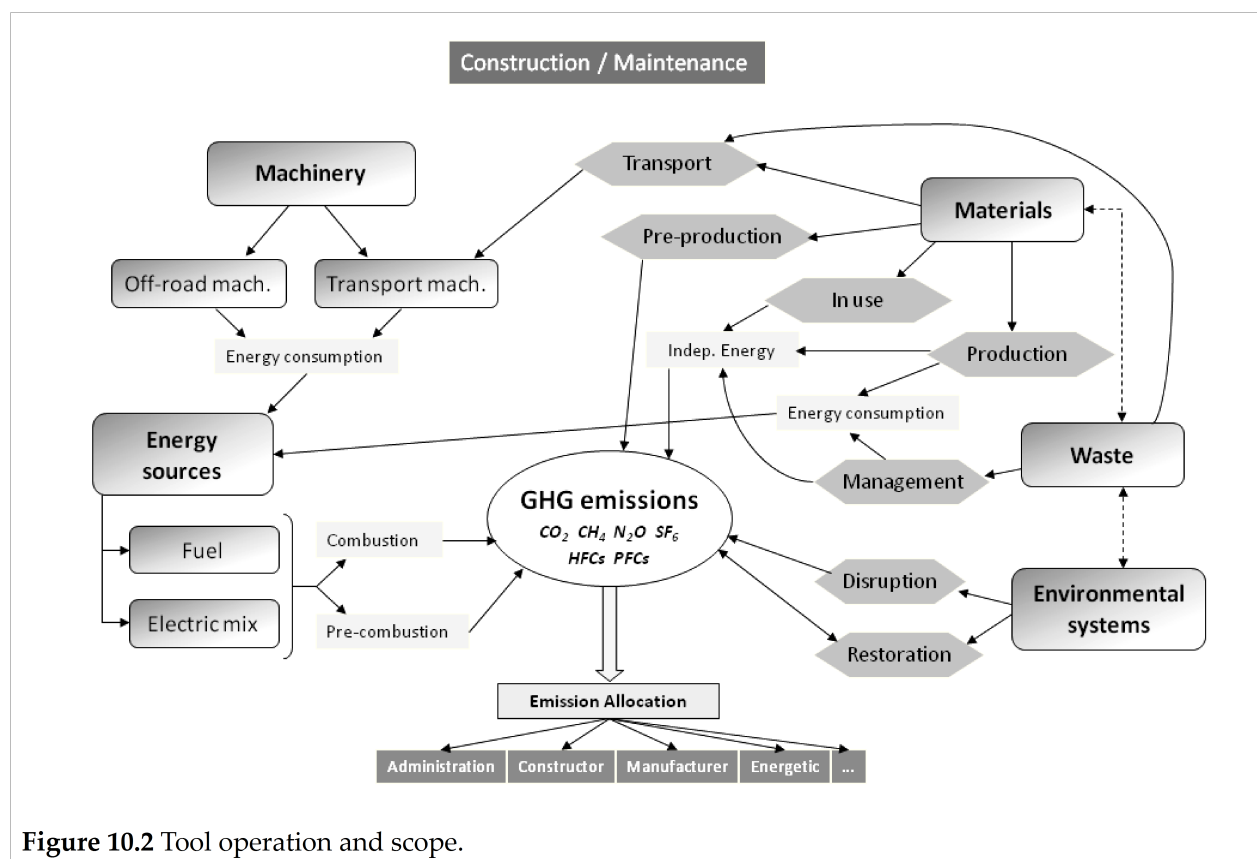 Construction / Maintenance
Machinery
Transport
Materials
Pre-production
Off-road mach.
Transport mach.
In use
Energy consumption
Indep. Energy
Production
Energy consumption
Energy
sources
Waste
Management
GHG emissions
CO₂ CH₄ N₂O SF₆
HFCs PFCs
Fuel
Combustion
Disruption
Environmental
systems
Electric mix
Pre-combustion
Restoration
Emission Allocation
Administration
Constructor
Manufacturer
Energetic
...
Figure 10.2 Tool operation and scope.